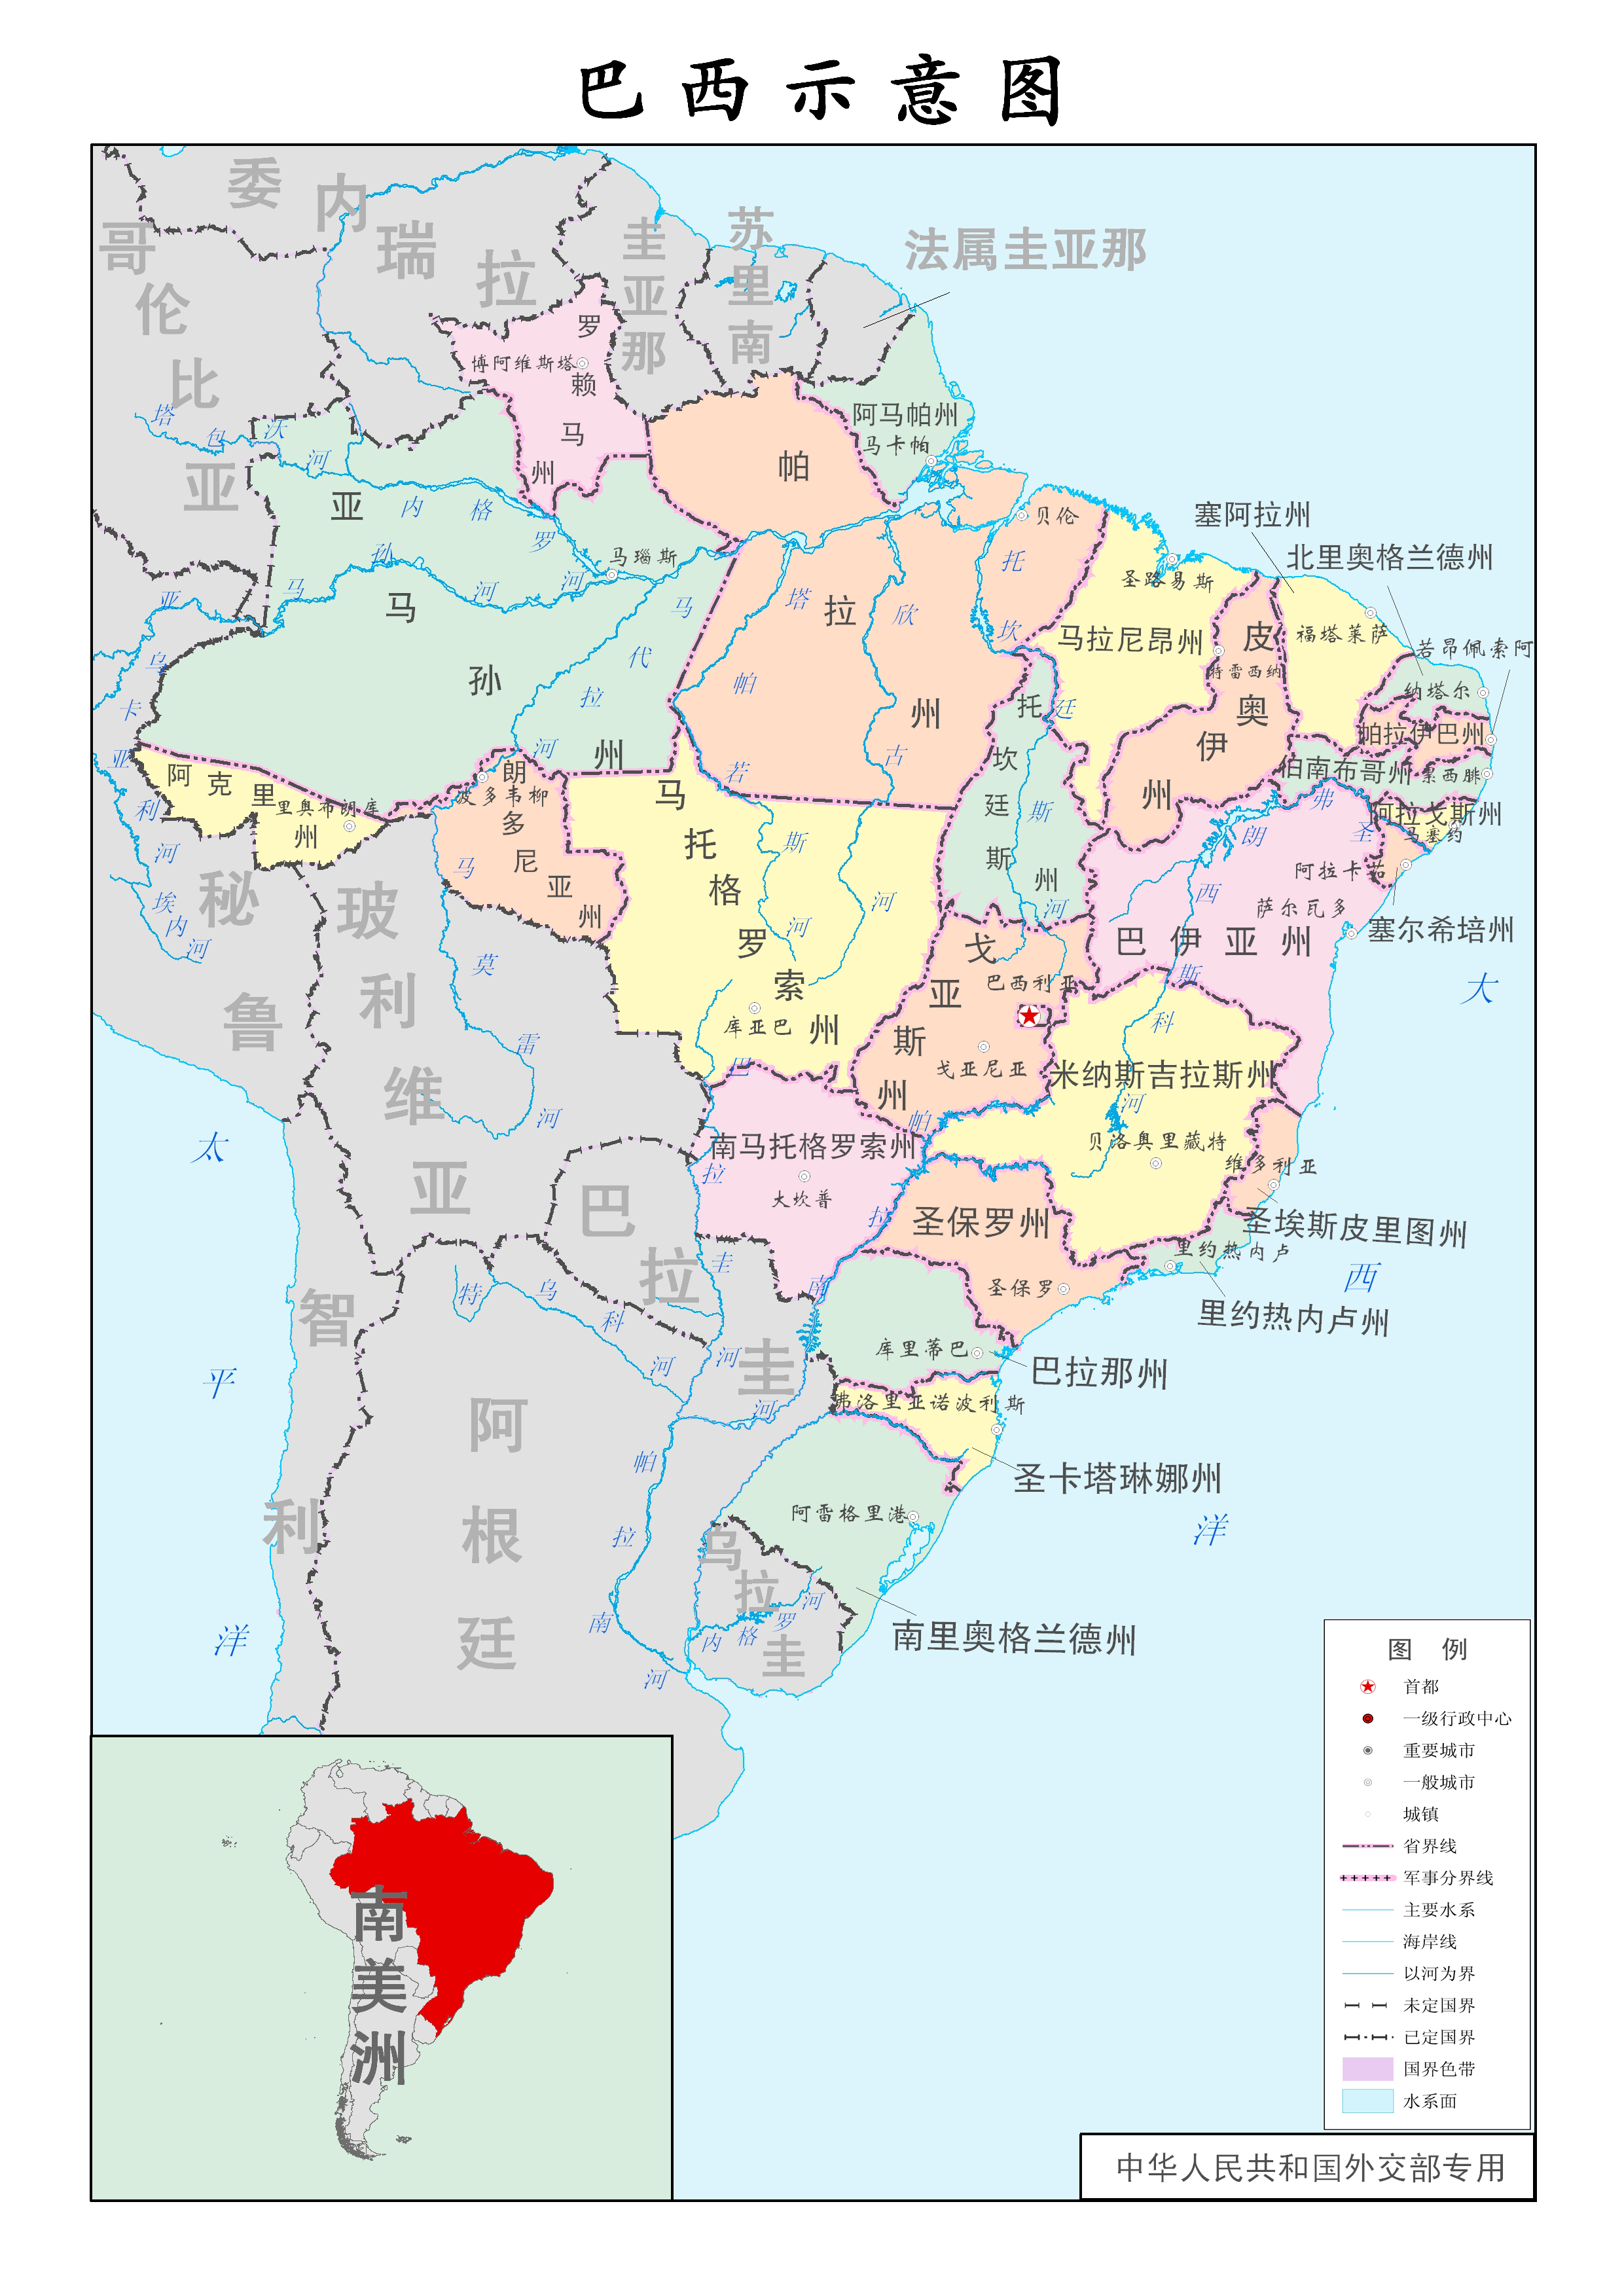 巴西示意图
委内瑞拉
哥伦比亚
圭亚那
苏里南
法属圭亚那
罗赖马州
博阿维斯塔
阿马帕州
马卡帕
塔包沃河
内格罗河
亚马孙州
马瑙斯
亚马孙河
马代拉河
帕拉州
贝伦
塔帕若斯河
欣古河
托坎廷斯河
圣路易斯
马拉尼昂州
塞阿拉州
北里奥格兰德州
皮奥伊州
特雷西纳
福塔莱萨
若昂佩索阿
纳塔尔
帕拉伊巴州
伯南布哥州
累西腓
阿拉戈斯州
马塞约
阿拉卡茹
塞尔希培州
乌卡亚利河
埃内河
阿克里州
里奥布朗库
朗多尼亚州
波多韦柳
马托格罗索州
库亚巴
托坎廷斯州
圣弗朗西斯科河
巴伊亚州
萨尔瓦多
戈亚斯州
巴西利亚
戈亚尼亚
米纳斯吉拉斯州
贝洛奥里藏特
秘鲁
玻利维亚
马莫雷河
南马托格罗索州
大坎普
维多利亚
圣埃斯皮里图州
圣保罗州
圣保罗
里约热内卢
里约热内卢州
库里蒂巴
巴拉那州
弗洛里亚诺波利斯
圣卡塔琳娜州
阿雷格里港
南里奥格兰德州
巴拉圭
巴拉圭河
帕拉南河
特乌科河
智利
阿根廷
帕拉南河
乌拉圭
内格罗河
太平洋
大西洋
南美洲
图 例
首都
一级行政中心
重要城市
一般城市
城镇
省界线
军事分界线
主要水系
海岸线
以河为界
未定国界
已定国界
国界色带
水系面
中华人民共和国外交部专用